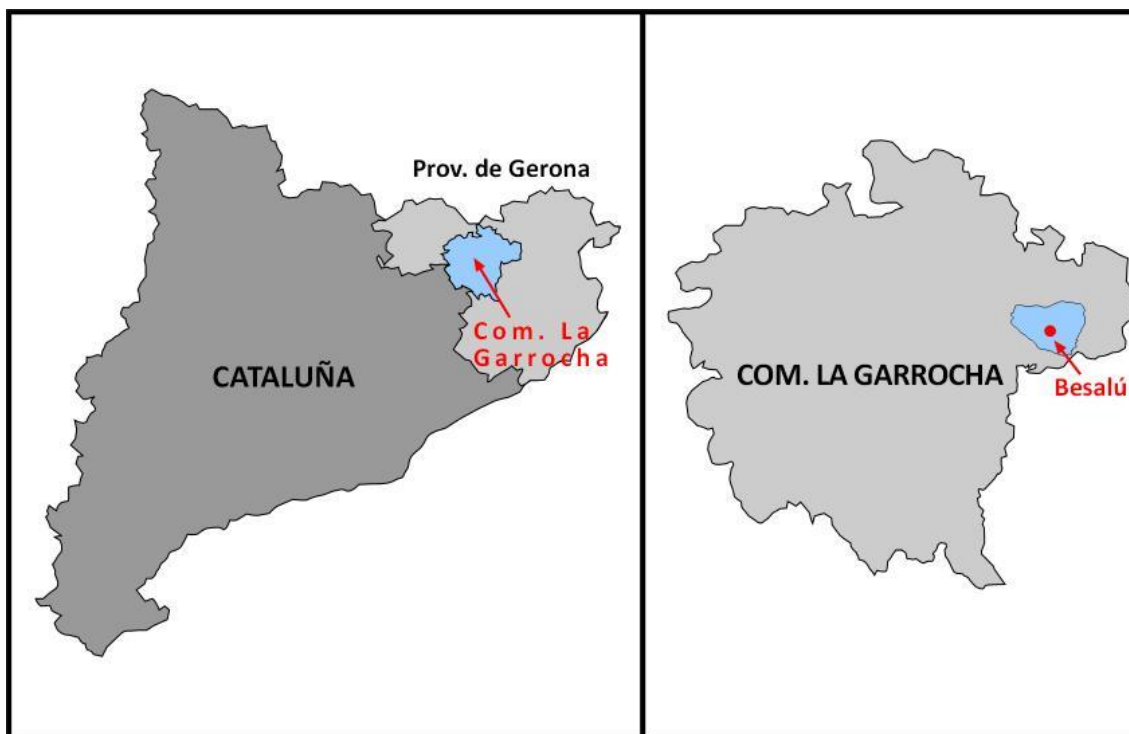 Prov. de Gerona
Com. La
Garrocha
CATALUÑA
COM. LA GARROCHA
Besalú